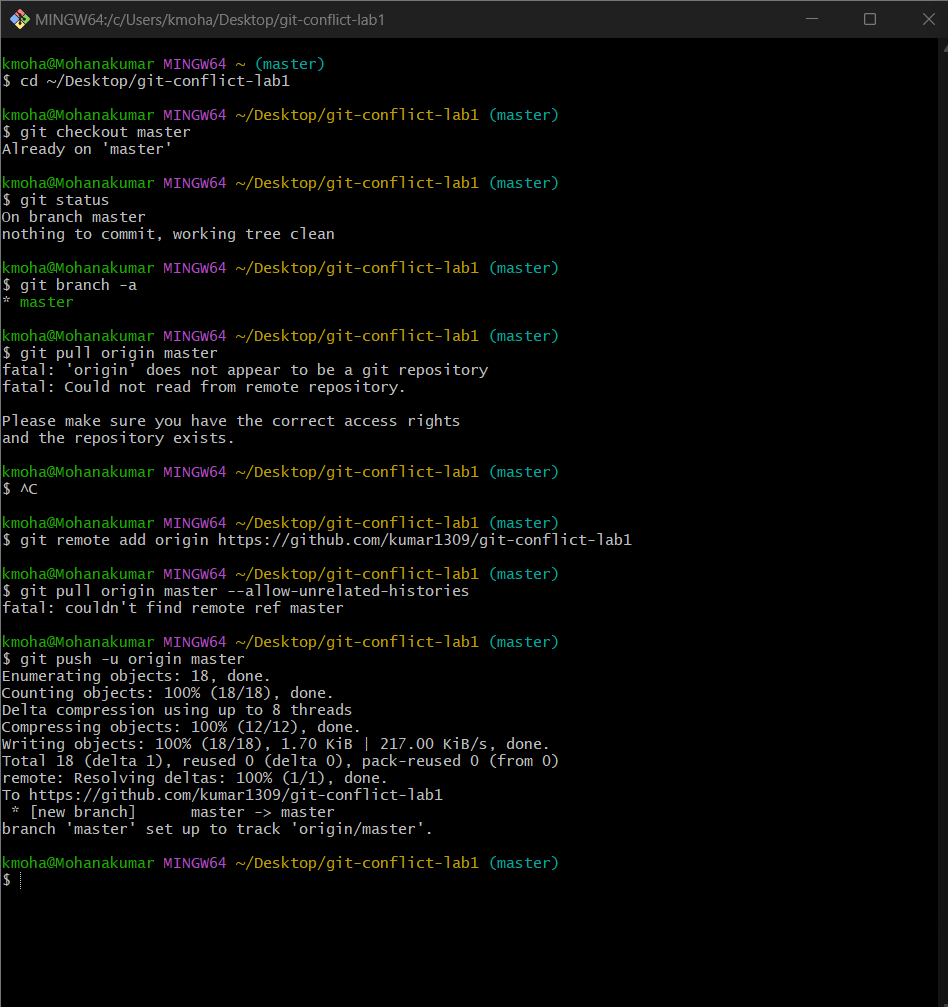 MINGW64:/c/Users/kmoha/Desktop/git-conflict-lab1
kmoha@Mohanakumar MINGW64 ~ (master)
$ cd ~/Desktop/git-conflict-lab1
kmoha@Mohanakumar MINGW64 ~/Desktop/git-conflict-lab1 (master)
$ git checkout master
Already on 'master'
kmoha@Mohanakumar MINGW64 ~/Desktop/git-conflict-lab1 (master)
$ git status
On branch master
nothing to commit, working tree clean
kmoha@Mohanakumar MINGW64 ~/Desktop/git-conflict-lab1 (master)
$ git branch -a
* master
kmoha@Mohanakumar MINGW64 ~/Desktop/git-conflict-lab1 (master)
$ git pull origin master
fatal: 'origin' does not appear to be a git repository
fatal: Could not read from remote repository.
Please make sure you have the correct access rights
and the repository exists.
kmoha@Mohanakumar MINGW64 ~/Desktop/git-conflict-lab1 (master)
$ ^C
kmoha@Mohanakumar MINGW64 ~/Desktop/git-conflict-lab1 (master)
$ git remote add origin https://github.com/kumar1309/git-conflict-lab1
kmoha@Mohanakumar MINGW64 ~/Desktop/git-conflict-lab1 (master)
$ git pull origin master --allow-unrelated-histories
fatal: couldn't find remote ref master
kmoha@Mohanakumar MINGW64 ~/Desktop/git-conflict-lab1 (master)
$ git push -u origin master
Enumerating objects: 18, done.
Counting objects: 100% (18/18), done.
Delta compression using up to 8 threads
Compressing objects: 100% (12/12), done.
Writing objects: 100% (18/18), 1.70 KiB | 217.00 KiB/s, done.
Total 18 (delta 1), reused 0 (delta 0), pack-reused 0 (from 0)
remote: Resolving deltas: 100% (1/1), done.
To https://github.com/kumar1309/git-conflict-lab1
 * [new branch]      master -> master
branch 'master' set up to track 'origin/master'.
kmoha@Mohanakumar MINGW64 ~/Desktop/git-conflict-lab1 (master)
$